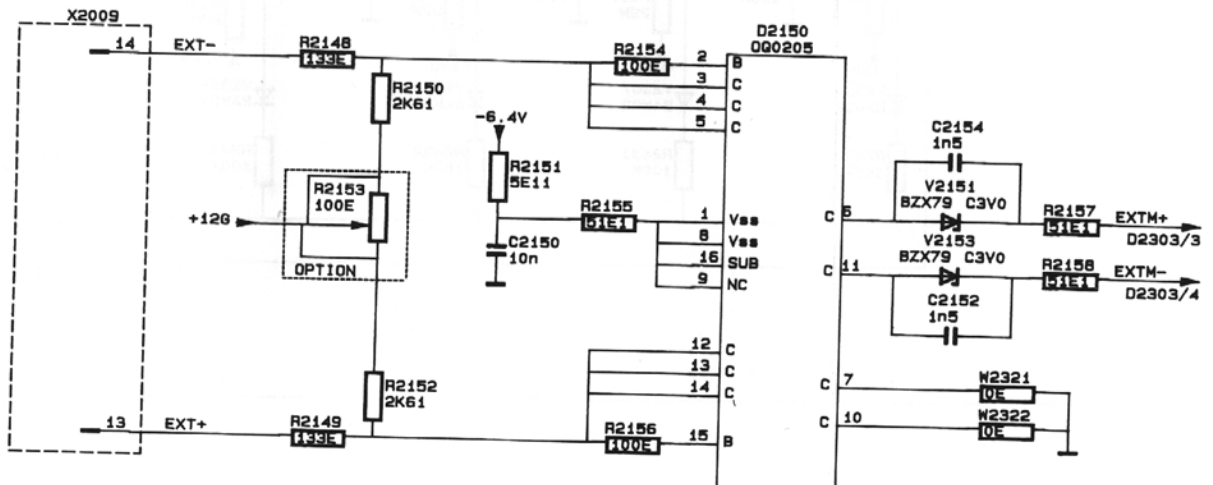 X2009
14 EXT-
R2148
133E
R2150
2K61
R2154
100E
D2150
OQ0205
2 B
3 C
4 C
5 C
-6.4V
R2151
5E11
C2154
1n5
V2151
BZX79 C3V0
R2153
100E
+12G
OPTION
C2150
10n
R2155
51E1
1 Vss
8 Vss
16 SUB
9 NC
C 6
R2157
51E1
EXTM+
D2303/3
V2153
BZX79 C3V0
C 11
R2158
51E1
EXTM-
D2303/4
C2152
1n5
12 C
13 C
14 C
R2152
2K61
C 7
W2321
0E
C 10
W2322
0E
13 EXT+
R2149
133E
R2156
100E
15 B